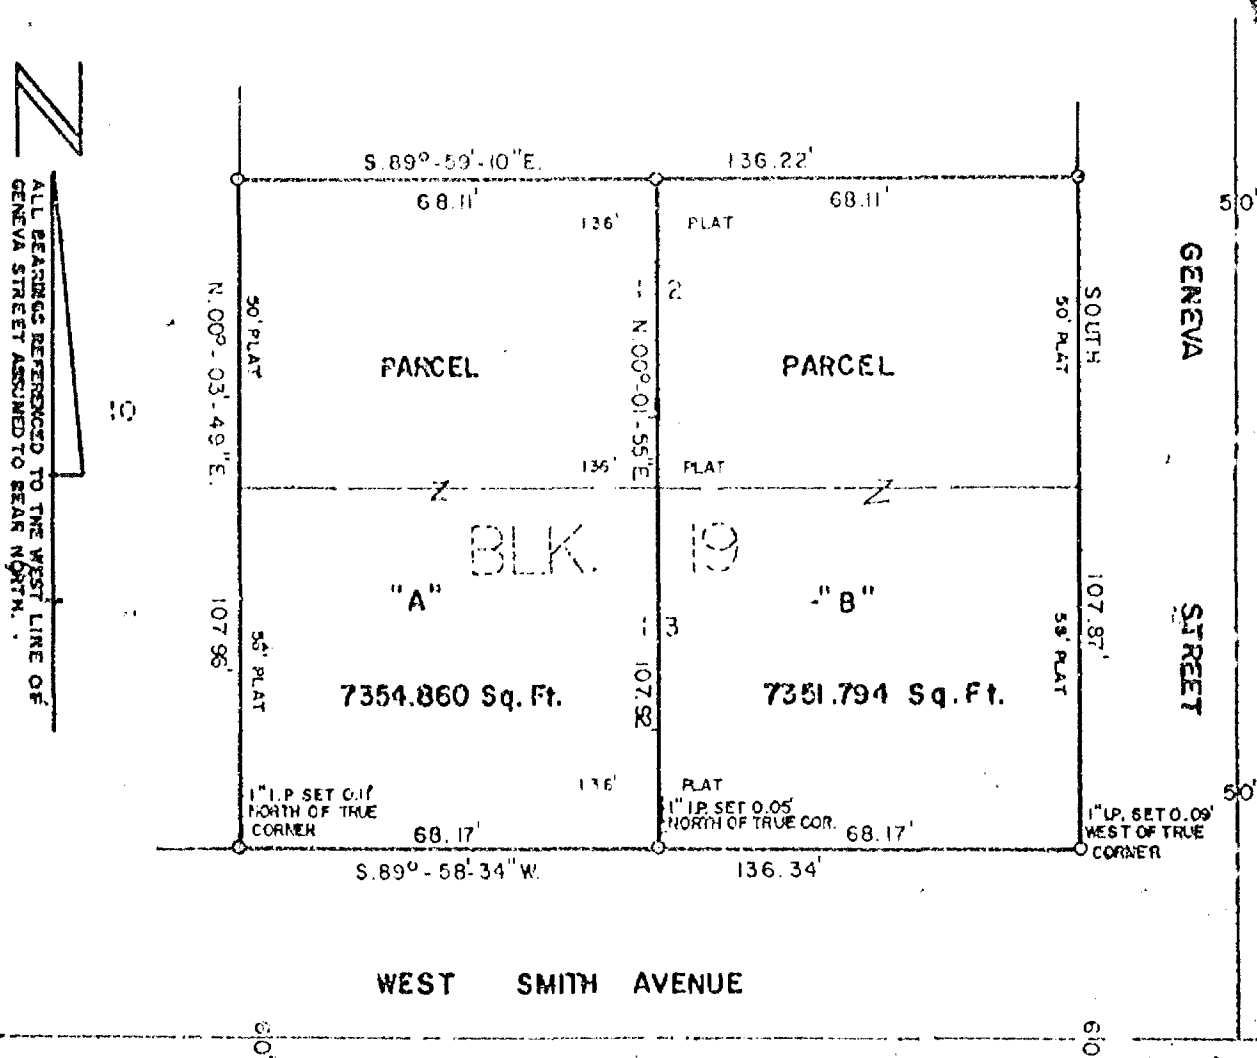 N
ALL BEARINGS REFERENCED TO THE WEST LINE OF
GENEVA STREET ASSUMED TO BEAR NORTH.
S.89°-59'-10"E.
136.22'
68.11'
68.11'
136'
PLAT
50'
GENEVA
STREET
50'
N.00°-03'-49"E.
107.96'
50' PLAT
2
N.00°-01'-55"E.
107.92'
50' PLAT
SOUTH
107.87'
PARCEL
PARCEL
10
136'
PLAT
Z
Z
BLK.
19
"A"
"B"
3
58' PLAT
7354.860 Sq. Ft.
7351.794 Sq. Ft.
136'
PLAT
1" I.P. SET 0.11'
NORTH OF TRUE
CORNER
1" I.P. SET 0.05'
NORTH OF TRUE COR.
1" I.P. SET 0.09'
WEST OF TRUE
CORNER
68.17'
68.17'
S.89°-58'-34"W.
136.34'
WEST SMITH AVENUE
60'
60